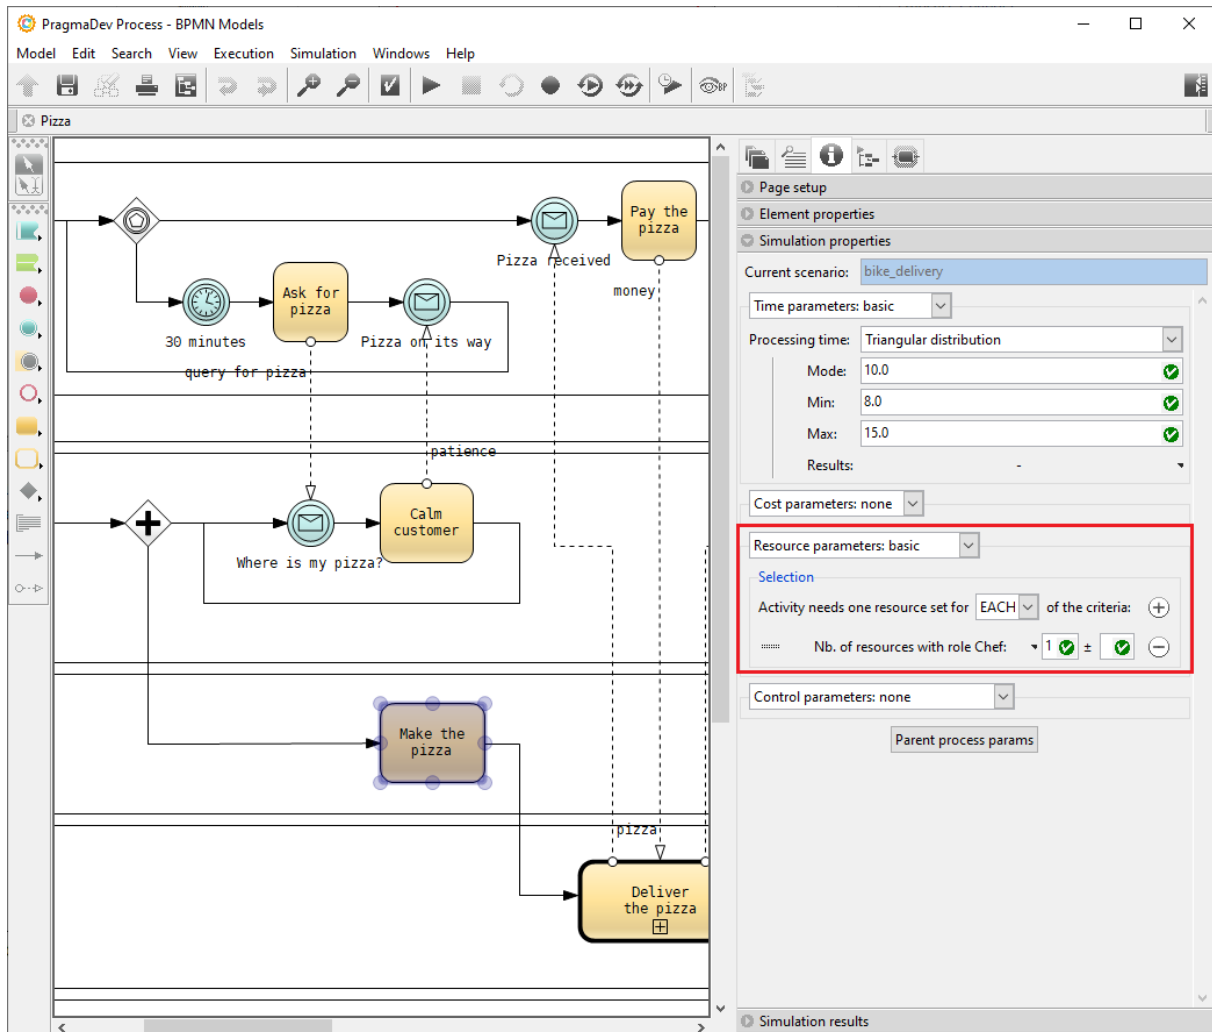 PragmaDev Process - BPMN Models
Model Edit Search View Execution Simulation Windows Help
BP
Pizza
Pay the
pizza
Pizza received
money
Ask for
pizza
30 minutes
Pizza on its way
query for pizza
patience
Calm
customer
Where is my pizza?
Make the
pizza
pizza
Deliver
the pizza
Page setup
Element properties
Simulation properties
Current scenario: bike_delivery
Time parameters: basic
Processing time: Triangular distribution
Mode: 10.0
Min: 8.0
Max: 15.0
Results: -
Cost parameters: none
Resource parameters: basic
Selection
Activity needs one resource set for EACH of the criteria:
Nb. of resources with role Chef: 1 ±
Control parameters: none
Parent process params
Simulation results